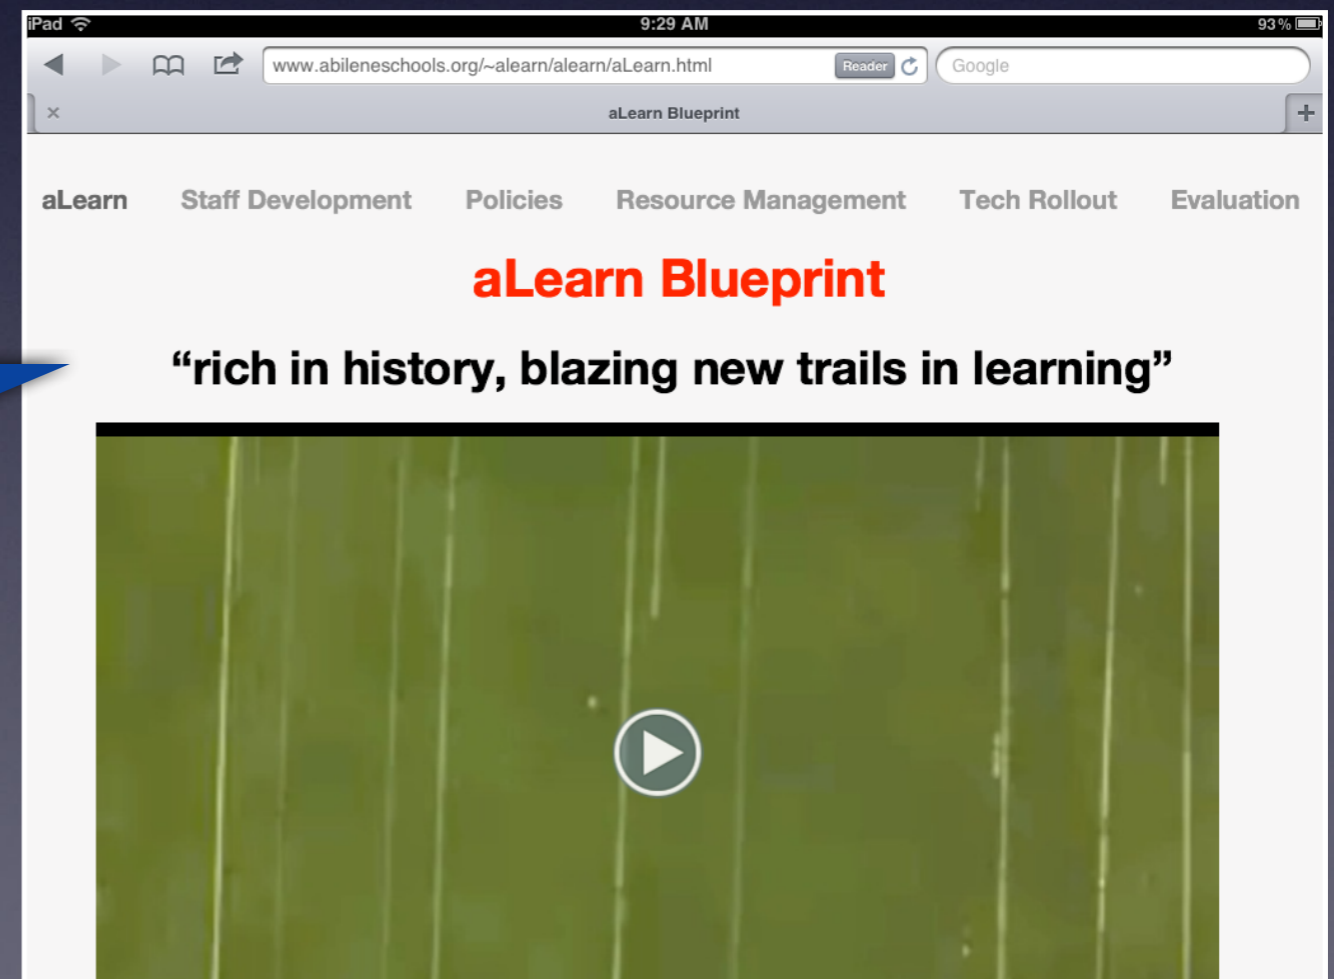 iPad 9:29 AM 93%
www.abileneschools.org/~alearn/alearn/aLearn.html Reader Google
aLearn Blueprint
aLearn Staff Development Policies Resource Management Tech Rollout Evaluation
aLearn Blueprint
“rich in history, blazing new trails in learning”